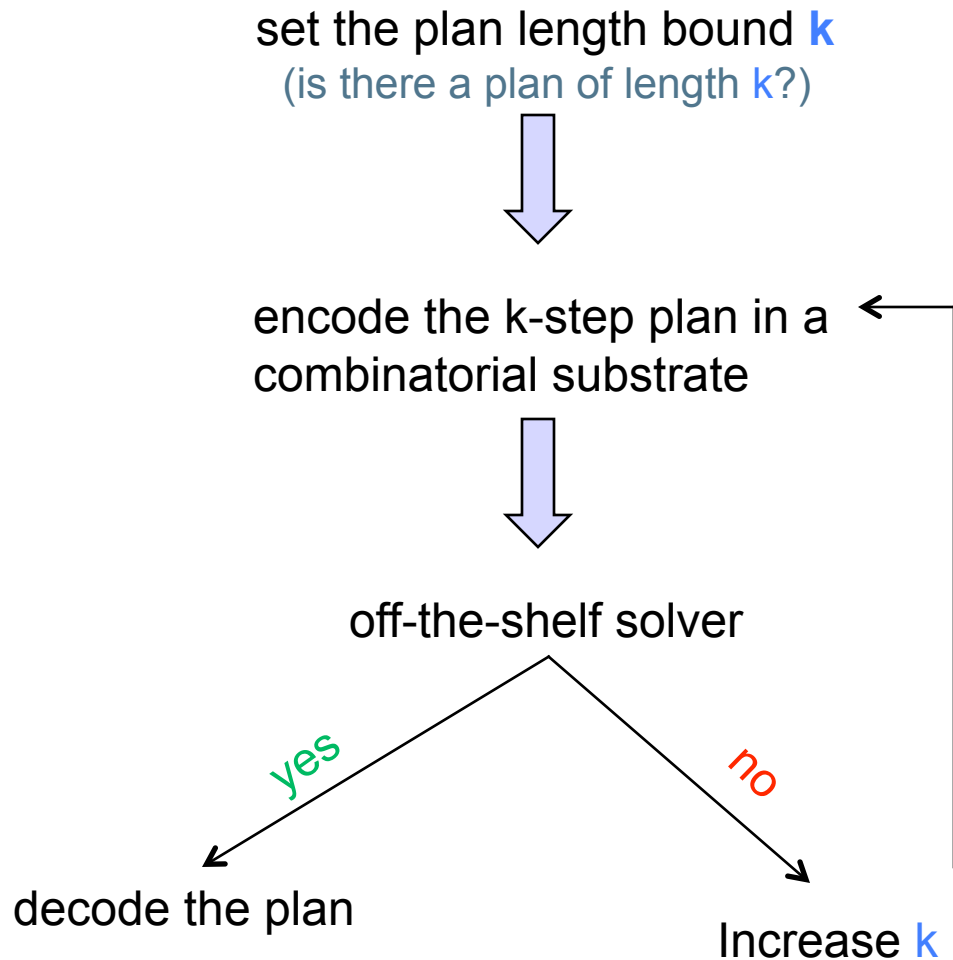 set the plan length bound k
(is there a plan of length k?)
encode the k-step plan in a
combinatorial substrate
off-the-shelf solver
yes
no
decode the plan
Increase k